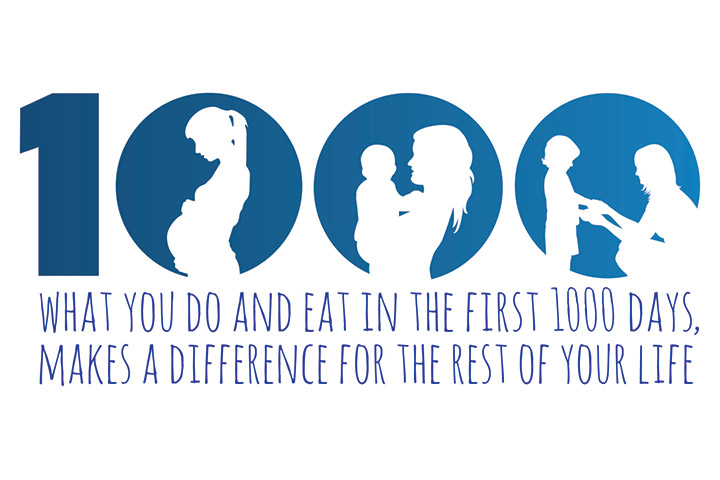 1000
WHAT YOU DO AND EAT IN THE FIRST 1000 DAYS,
MAKES A DIFFERENCE FOR THE REST OF YOUR LIFE